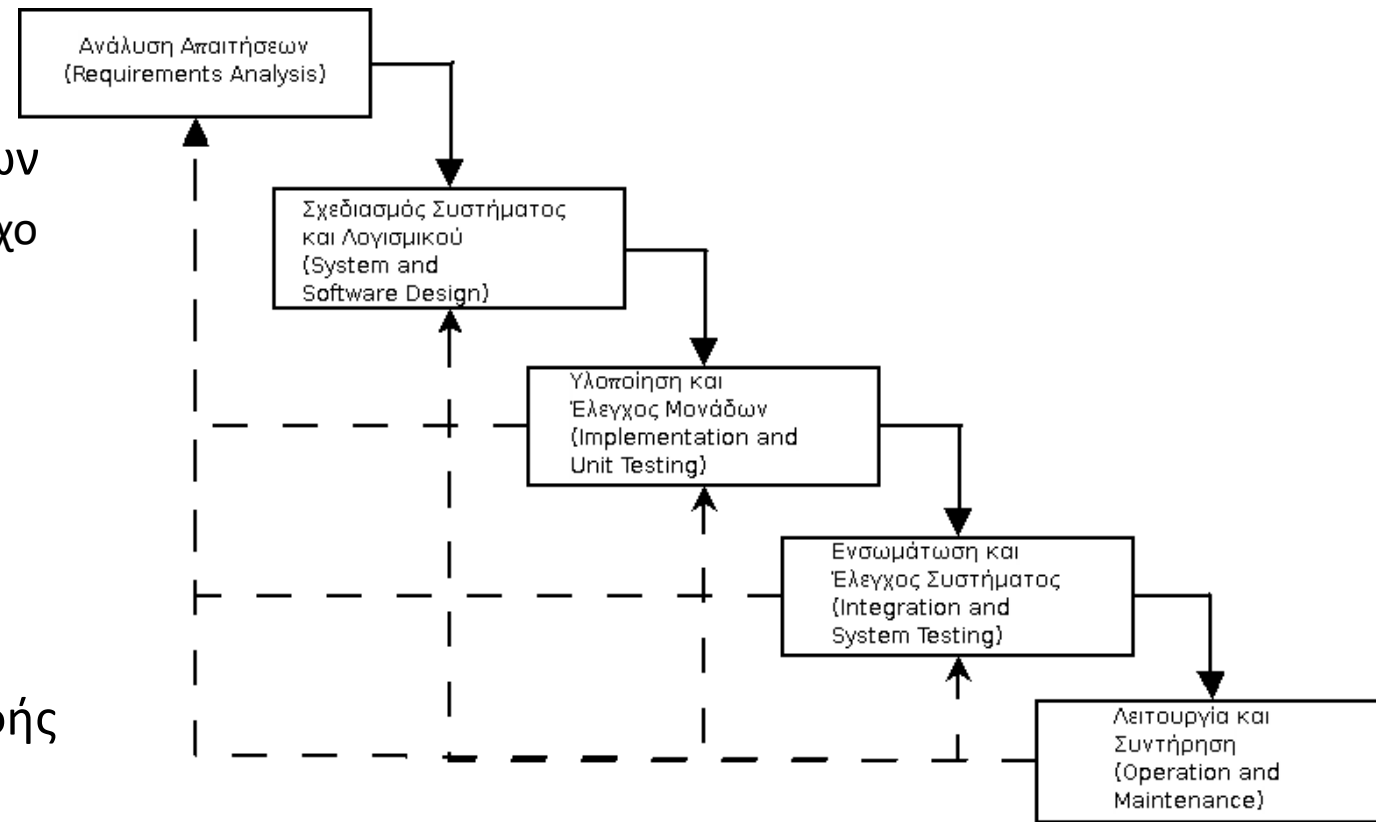 Ανάλυση Απαιτήσεων
(Requirements Analysis)
ων
χο
Σχεδιασμός Συστήματος
και Λογισμικού
(System and
Software Design)
Υλοποίηση και
Έλεγχος Μονάδων
(Implementation and
Unit Testing)
Ενσωμάτωση και
Έλεγχος Συστήματος
(Integration and
System Testing)
Λειτουργία και
Συντήρηση
(Operation and
Maintenance)